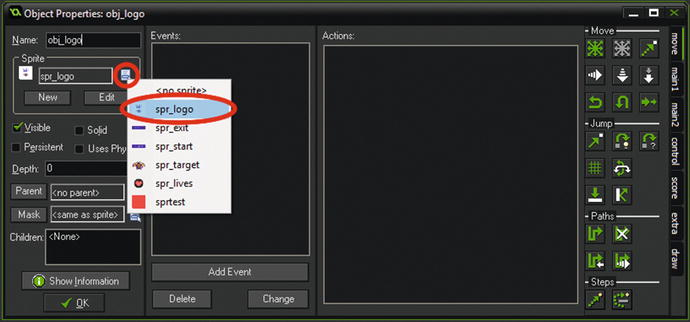 Object Properties: obj_logo
Name: obj_logo
Sprite
spr_logo
New
Edit
Visible
Solid
Persistent
Uses Phy
Depth: 0
Parent
<no parent>
Mask
<same as sprite>
Children:
<None>
Show Information
OK
Events:
<no sprite>
spr_logo
spr_exit
spr_start
spr_target
spr_lives
sprtest
Add Event
Delete
Change
Actions:
Move
Jump
Paths
Steps
move
main1
main2
control
score
extra
draw